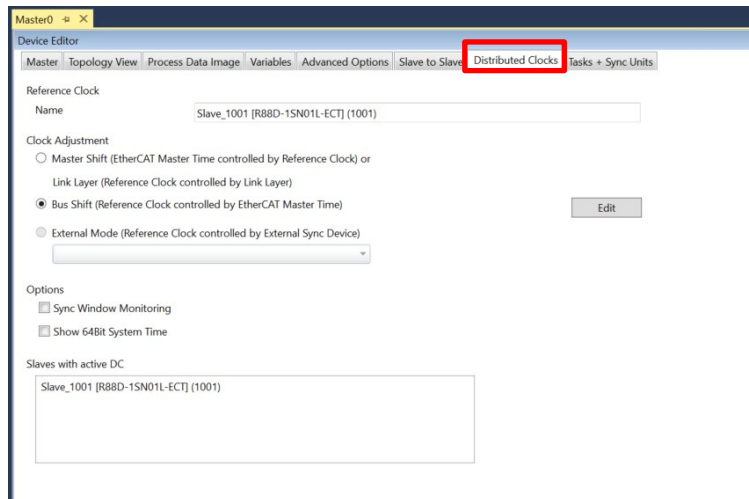 Master0
Device Editor
Master Topology View Process Data Image Variables Advanced Options Slave to Slave Distributed Clocks Tasks + Sync Units
Reference Clock
Name Slave_1001 [R88D-1SN01L-ECT] (1001)
Clock Adjustment
Master Shift (EtherCAT Master Time controlled by Reference Clock) or
Link Layer (Reference Clock controlled by Link Layer)
Bus Shift (Reference Clock controlled by EtherCAT Master Time) Edit
External Mode (Reference Clock controlled by External Sync Device)
Options
Sync Window Monitoring
Show 64Bit System Time
Slaves with active DC
Slave_1001 [R88D-1SN01L-ECT] (1001)